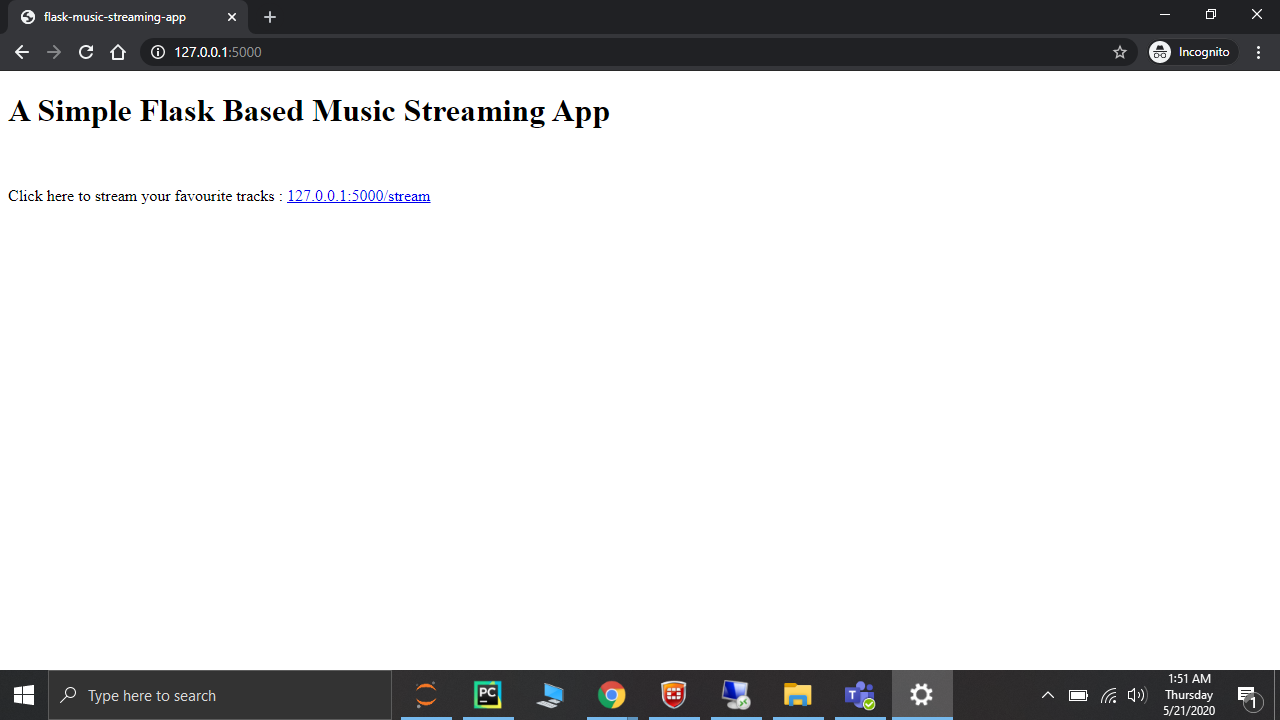 flask-music-streaming-app
127.0.0.1:5000
Incognito
A Simple Flask Based Music Streaming App
Click here to stream your favourite tracks : 127.0.0.1:5000/stream
Type here to search
PC
1:51 AM
Thursday
5/21/2020
1